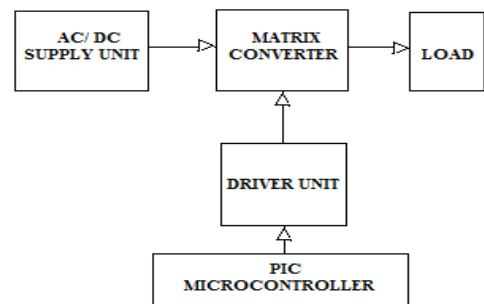 AC/ DC
SUPPLY UNIT
MATRIX
CONVERTER
LOAD
DRIVER UNIT
PIC
MICROCONTROLLER